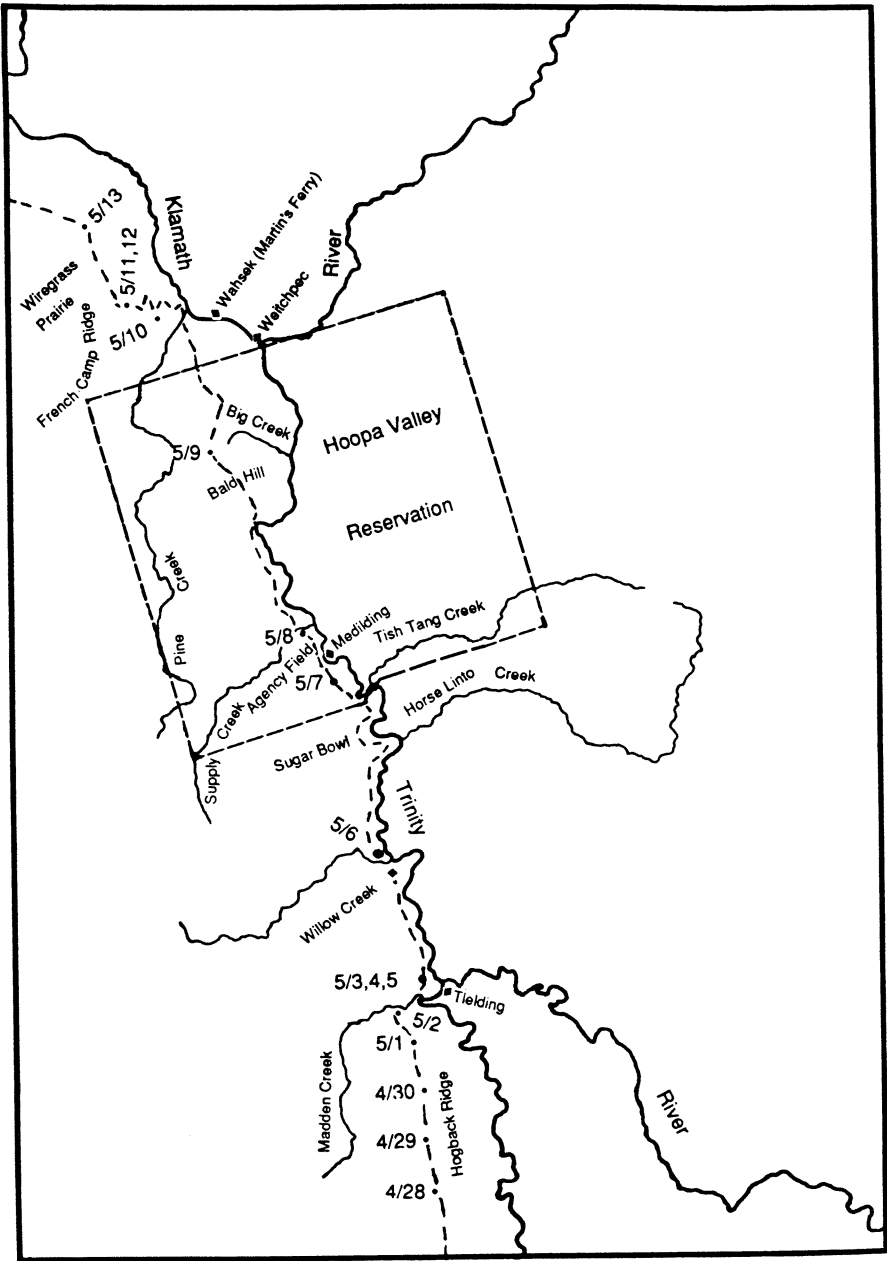 5/13
Klamath
Wahsek (Martin's Ferry)
River
5/11,12
Wiregrass
Prairie
Weitchpec
5/10
French Camp Ridge
Big Creek
Hoopa Valley
5/9
Bald Hill
Reservation
Pine Creek
5/8
Medilding
Tish Tang Creek
Agency Field
5/7
Horse Linto Creek
Supply Creek
Sugar Bowl
Trinity
5/6
Willow Creek
5/3,4,5
Tlelding
5/2
5/1
Madden Creek
4/30
Hogback Ridge
River
4/29
4/28